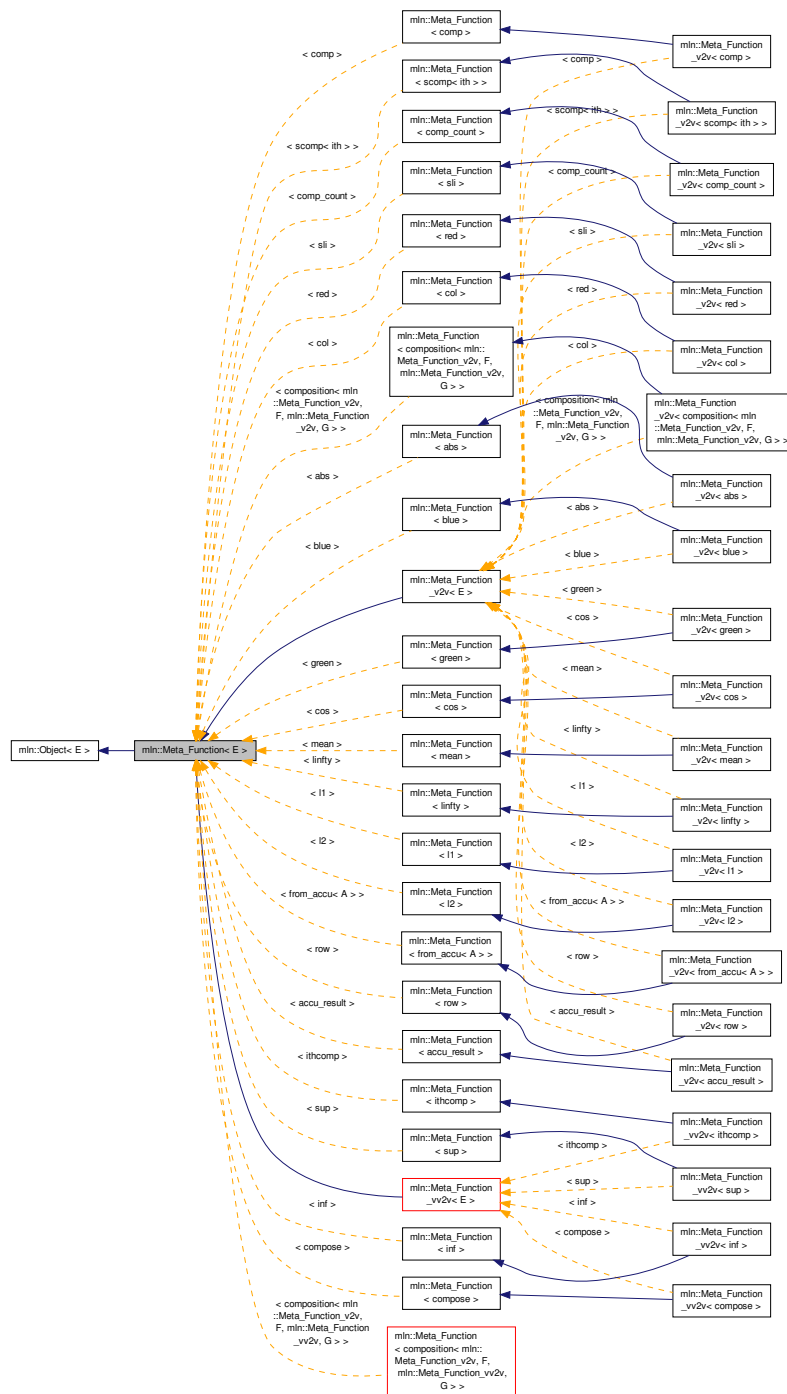 mln::Object< E >
mln::Meta_Function< E >
< comp >
< scomp< ith > >
< comp_count >
< sli >
< red >
< col >
< composition< mln
::Meta_Function_v2v,
F, mln::Meta_Function
_v2v, G > >
< abs >
< blue >
< green >
< cos >
< mean >
< linfty >
< l1 >
< l2 >
< from_accu< A > >
< row >
< accu_result >
< ithcomp >
< sup >
< inf >
< compose >
< composition< mln
::Meta_Function_v2v,
F, mln::Meta_Function
_vv2v, G > >
mln::Meta_Function
< comp >
mln::Meta_Function
< scomp< ith > >
mln::Meta_Function
< comp_count >
mln::Meta_Function
< sli >
mln::Meta_Function
< red >
mln::Meta_Function
< col >
mln::Meta_Function
< composition< mln::
Meta_Function_v2v, F,
mln::Meta_Function_v2v,
G > >
mln::Meta_Function
< abs >
mln::Meta_Function
< blue >
mln::Meta_Function
_v2v< E >
mln::Meta_Function
< green >
mln::Meta_Function
< cos >
mln::Meta_Function
< mean >
mln::Meta_Function
< linfty >
mln::Meta_Function
< l1 >
mln::Meta_Function
< l2 >
mln::Meta_Function
< from_accu< A > >
mln::Meta_Function
< row >
mln::Meta_Function
< accu_result >
mln::Meta_Function
< ithcomp >
mln::Meta_Function
< sup >
mln::Meta_Function
_vv2v< E >
mln::Meta_Function
< inf >
mln::Meta_Function
< compose >
mln::Meta_Function
< composition< mln::
Meta_Function_v2v, F,
mln::Meta_Function_vv2v,
G > >
< comp >
< scomp< ith > >
< comp_count >
< sli >
< red >
< col >
< composition< mln
::Meta_Function_v2v,
F, mln::Meta_Function
_v2v, G > >
< abs >
< blue >
< green >
< cos >
< mean >
< linfty >
< l1 >
< l2 >
< from_accu< A > >
< row >
< accu_result >
< ithcomp >
< sup >
< inf >
< compose >
mln::Meta_Function
_v2v< comp >
mln::Meta_Function
_v2v< scomp< ith > >
mln::Meta_Function
_v2v< comp_count >
mln::Meta_Function
_v2v< sli >
mln::Meta_Function
_v2v< red >
mln::Meta_Function
_v2v< col >
mln::Meta_Function
_v2v< composition< mln
::Meta_Function_v2v, F,
mln::Meta_Function_v2v, G > >
mln::Meta_Function
_v2v< abs >
mln::Meta_Function
_v2v< blue >
mln::Meta_Function
_v2v< green >
mln::Meta_Function
_v2v< cos >
mln::Meta_Function
_v2v< mean >
mln::Meta_Function
_v2v< linfty >
mln::Meta_Function
_v2v< l1 >
mln::Meta_Function
_v2v< l2 >
mln::Meta_Function
_v2v< from_accu< A > >
mln::Meta_Function
_v2v< row >
mln::Meta_Function
_v2v< accu_result >
mln::Meta_Function
_vv2v< ithcomp >
mln::Meta_Function
_vv2v< sup >
mln::Meta_Function
_vv2v< inf >
mln::Meta_Function
_vv2v< compose >